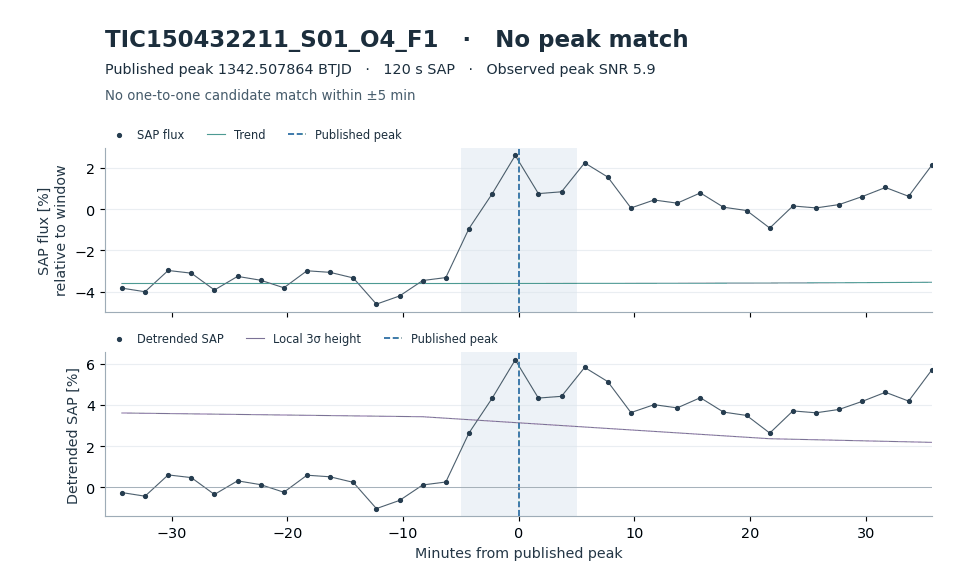 TIC150432211_S01_O4_F1 · No peak match
Published peak 1342.507864 BTJD · 120 s SAP · Observed peak SNR 5.9
No one-to-one candidate match within ±5 min
SAP flux Trend Published peak
SAP flux [%]
relative to window
2
0
−2
−4
Detrended SAP Local 3σ height Published peak
Detrended SAP [%]
6
4
2
0
−30 −20 −10 0 10 20 30
Minutes from published peak